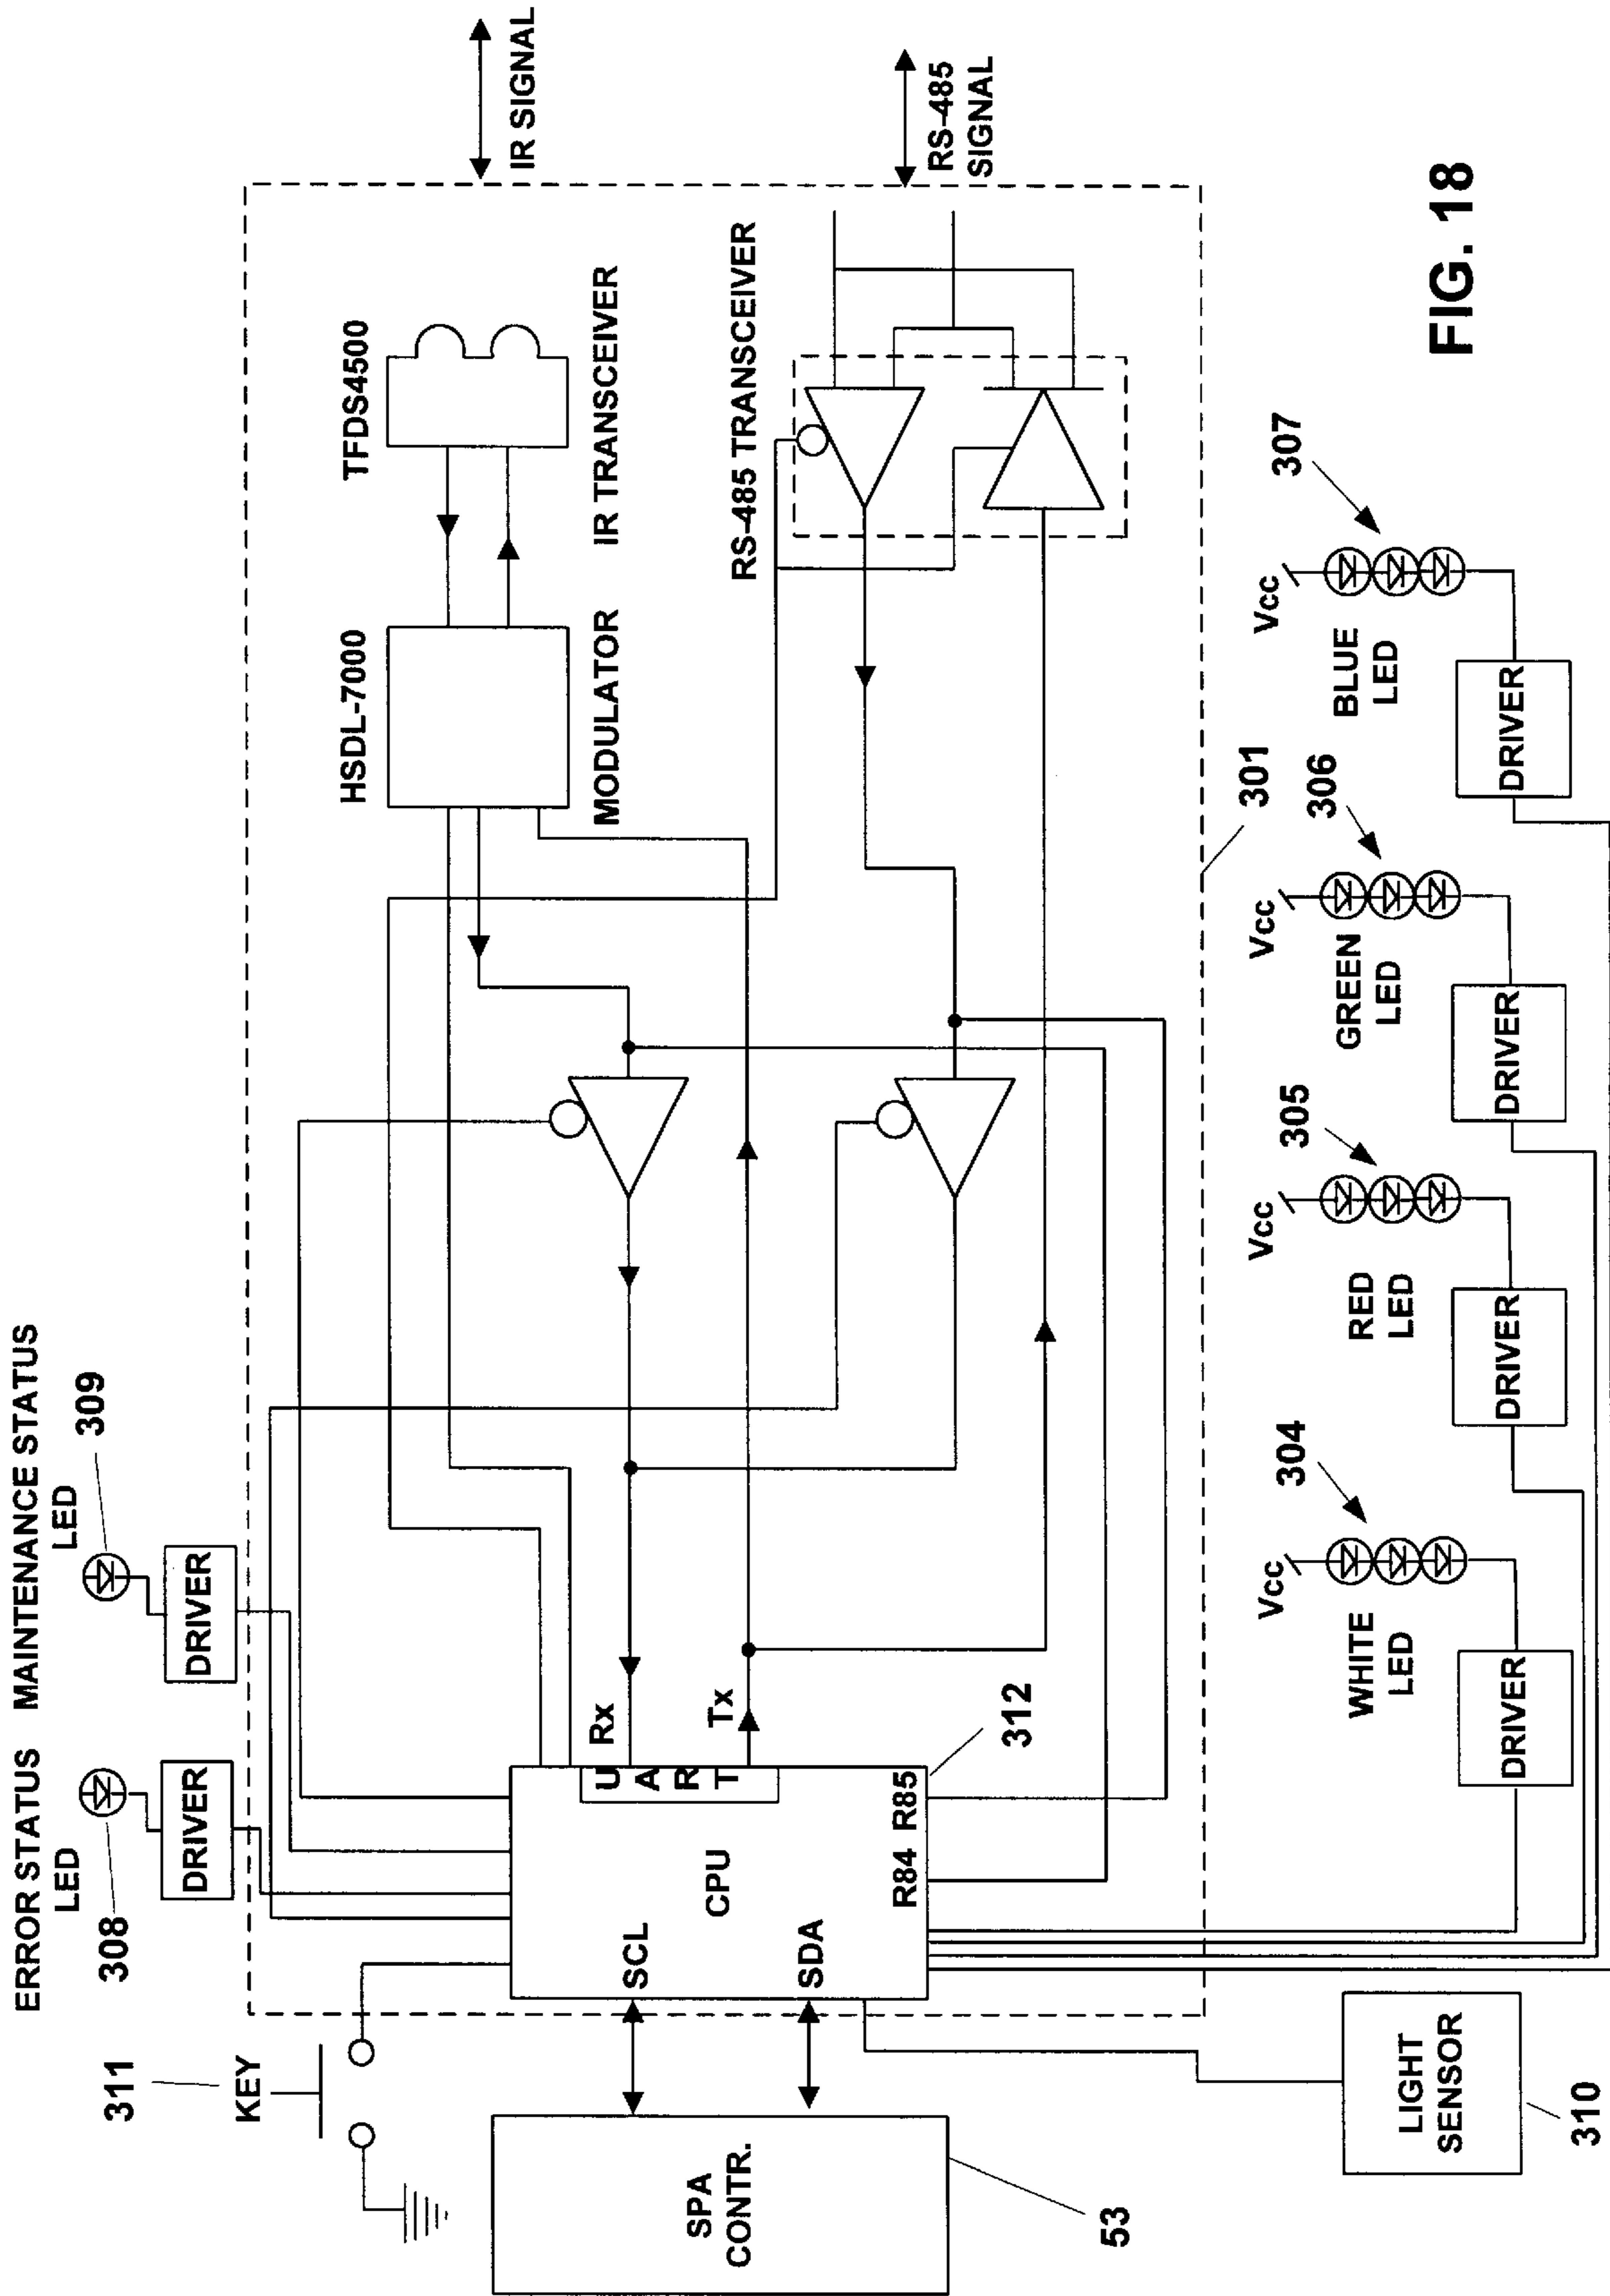 ERROR STATUS
LED
308
MAINTENANCE STATUS
LED
309
311
KEY
DRIVER
DRIVER
IR SIGNAL
RS-485
SIGNAL
HSDL-7000
MODULATOR
TFDS4500
IR TRANSCEIVER
RS-485 TRANSCEIVER
SPA
CONTR.
53
SCL
SDA
CPU
U
A
R
T
Rx
Tx
R84
R85
312
301
LIGHT
SENSOR
310
304
Vcc
WHITE
LED
DRIVER
305
Vcc
RED
LED
DRIVER
306
Vcc
GREEN
LED
DRIVER
307
Vcc
BLUE
LED
DRIVER
FIG. 18